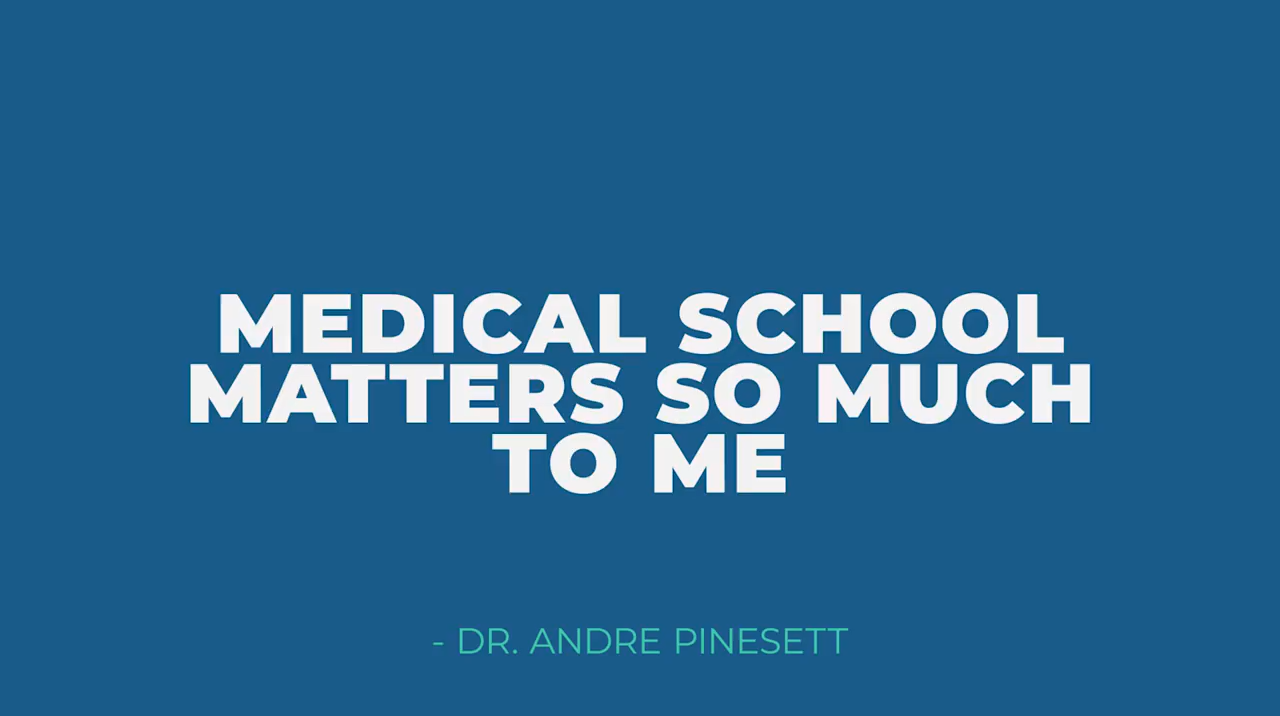 MEDICAL SCHOOL
MATTERS SO MUCH
TO ME
- DR. ANDRE PINESETT